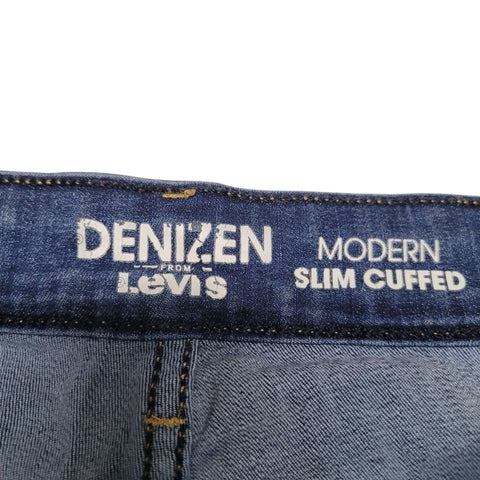 DENIZEN
FROM
Levi's
MODERN
SLIM CUFFED